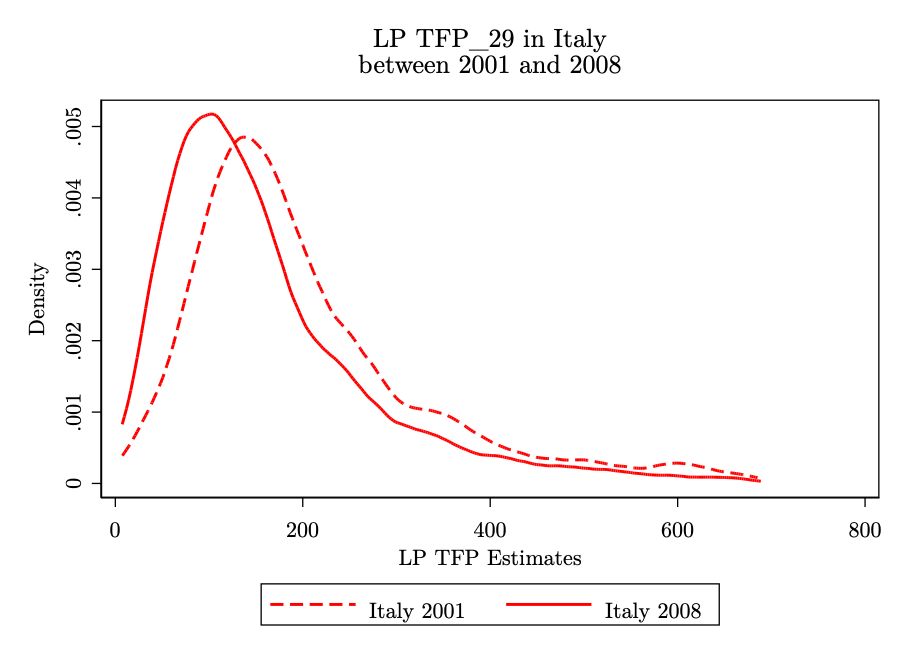 LP TFP_29 in Italy
between 2001 and 2008
Density
.005
.004
.003
.002
.001
0
0 200 400 600 800
LP TFP Estimates
Italy 2001 Italy 2008